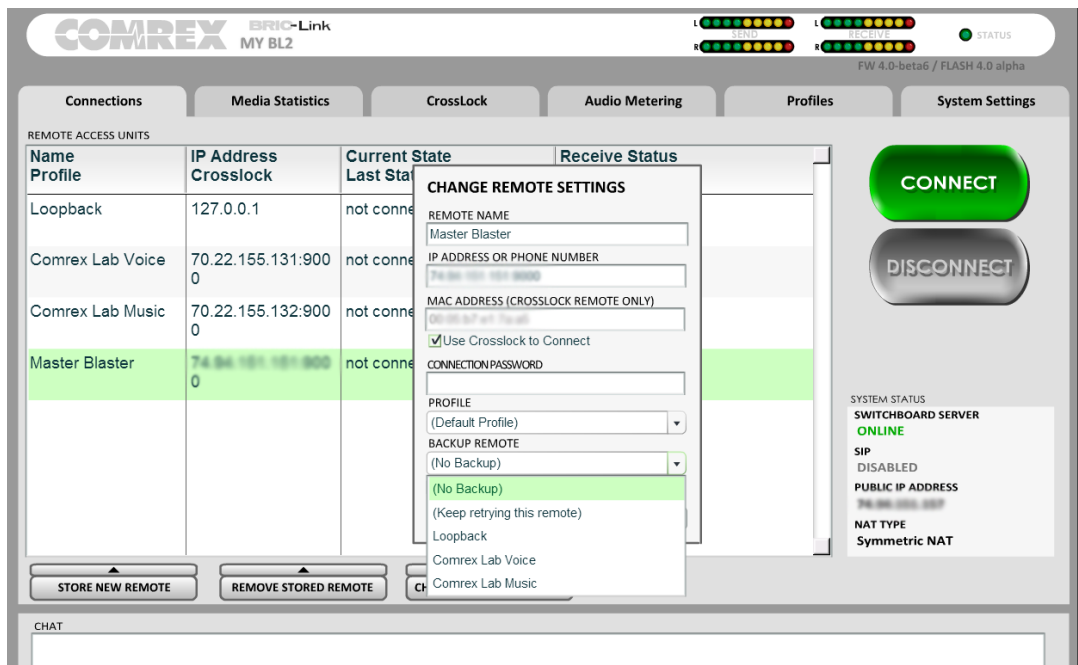 COMREX
BRIC-Link
MY BL2
L
SEND
R
L
RECEIVE
R
STATUS
FW 4.0-beta6 / FLASH 4.0 alpha
Connections
Media Statistics
CrossLock
Audio Metering
Profiles
System Settings
REMOTE ACCESS UNITS
Name
Profile
IP Address
Crosslock
Current State
Last Stat
Receive Status
Loopback
127.0.0.1
not conne
Comrex Lab Voice
70.22.155.131:900
0
not conne
Comrex Lab Music
70.22.155.132:900
0
not conne
Master Blaster
0
not conne
CHANGE REMOTE SETTINGS
REMOTE NAME
Master Blaster
IP ADDRESS OR PHONE NUMBER
MAC ADDRESS (CROSSLOCK REMOTE ONLY)
Use Crosslock to Connect
CONNECTION PASSWORD
PROFILE
(Default Profile)
BACKUP REMOTE
(No Backup)
(No Backup)
(Keep retrying this remote)
Loopback
Comrex Lab Voice
Comrex Lab Music
CONNECT
DISCONNECT
SYSTEM STATUS
SWITCHBOARD SERVER
ONLINE
SIP
DISABLED
PUBLIC IP ADDRESS
NAT TYPE
Symmetric NAT
STORE NEW REMOTE
REMOVE STORED REMOTE
CH
CHAT